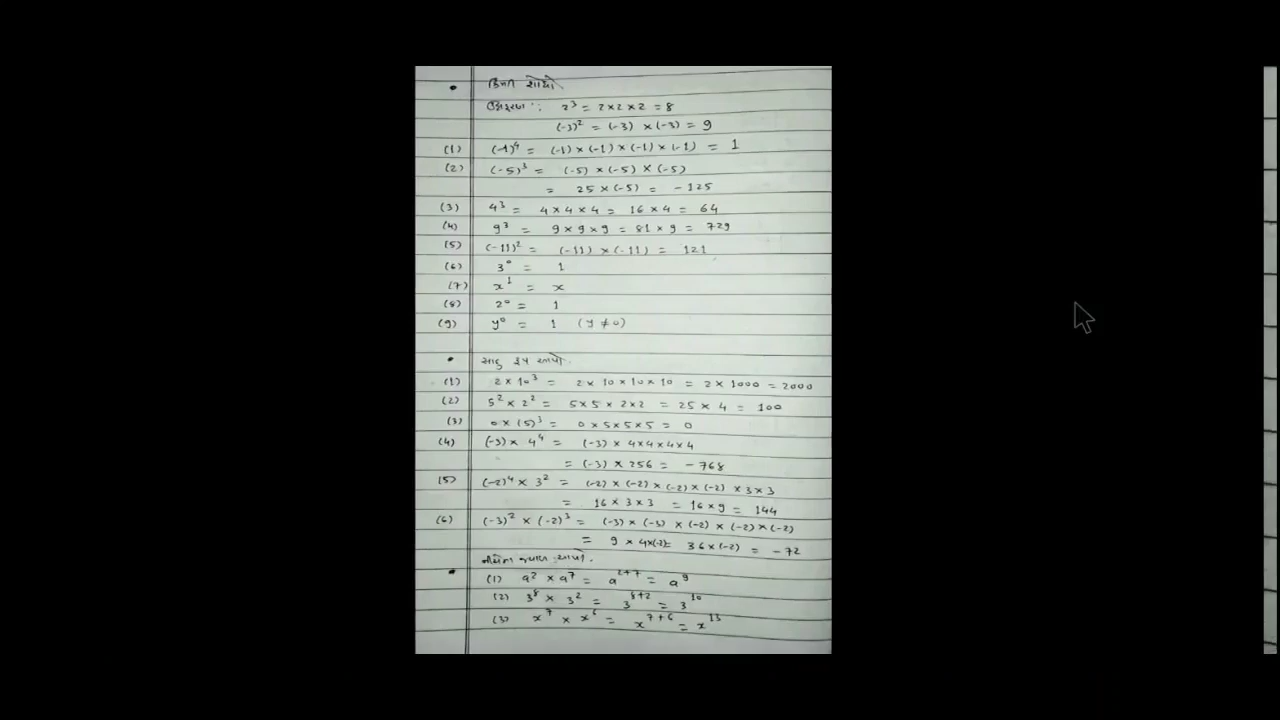 • કિંમત શોધો.
ઉદાહરણ : 2³ = 2×2×2 = 8
(-3)² = (-3) × (-3) = 9
(1) (-1)⁴ = (-1) × (-1) × (-1) × (-1) = 1
(2) (-5)³ = (-5) × (-5) × (-5)
= 25 × (-5) = -125
(3) 4³ = 4 × 4 × 4 = 16 × 4 = 64
(4) 9³ = 9 × 9 × 9 = 81 × 9 = 729
(5) (-11)² = (-11) × (-11) = 121
(6) 3⁰ = 1
(7) x¹ = x
(8) 2⁰ = 1
(9) y⁰ = 1 (y ≠ 0)
• સાદુ રૂપ આપો.
(1) 2 × 10³ = 2 × 10 × 10 × 10 = 2 × 1000 = 2000
(2) 5² × 2² = 5 × 5 × 2 × 2 = 25 × 4 = 100
(3) 0 × (5)³ = 0 × 5 × 5 × 5 = 0
(4) (-3) × 4⁴ = (-3) × 4×4×4×4
= (-3) × 256 = -768
(5) (-2)⁴ × 3² = (-2) × (-2) × (-2) × (-2) × 3 × 3
= 16 × 3 × 3 = 16 × 9 = 144
(6) (-3)² × (-2)³ = (-3) × (-3) × (-2) × (-2) × (-2)
= 9 × 4×(-2) = 36 × (-2) = -72
• જવાબ આપો.
(1) a² × a⁷ = a²⁺⁷ = a⁹
(2) 3⁸ × 3² = 3⁸⁺² = 3¹⁰
(3) x⁷ × x⁶ = x⁷⁺⁶ = x¹³